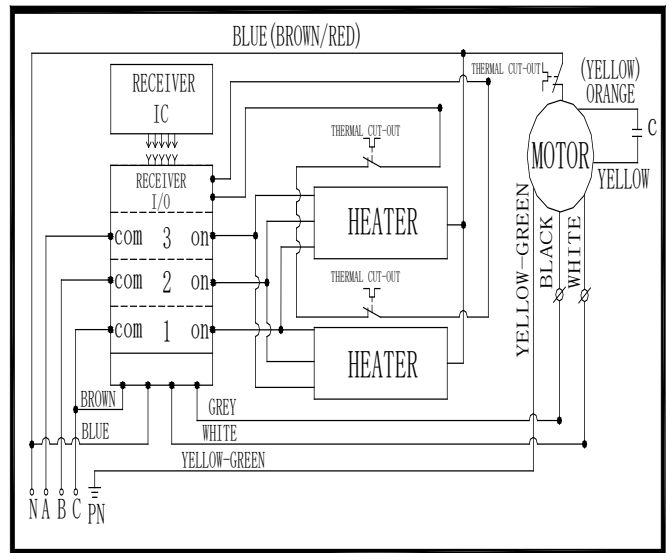 BLUE(BROWN/RED)
THERMAL CUT-OUT
(YELLOW)
ORANGE
C
RECEIVER
IC
THERMAL CUT-OUT
MOTOR
YELLOW
RECEIVER
I/O
HEATER
com 3 on
com 2 on
THERMAL CUT-OUT
com 1 on
HEATER
YELLOW-GREEN
BLACK
WHITE
BROWN
GREY
BLUE
WHITE
YELLOW-GREEN
N A B C PN